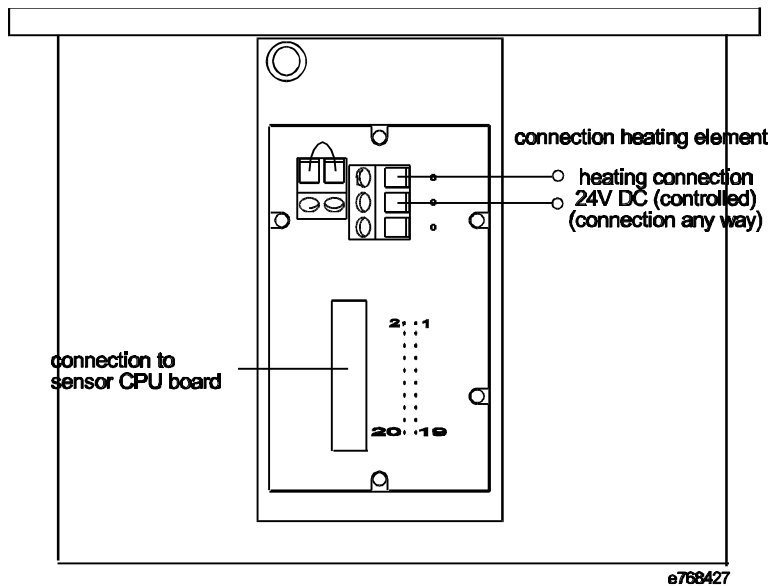 connection heating element
heating connection
24V DC (controlled)
(connection any way)
2 1
connection to
sensor CPU board
20 19
e768427